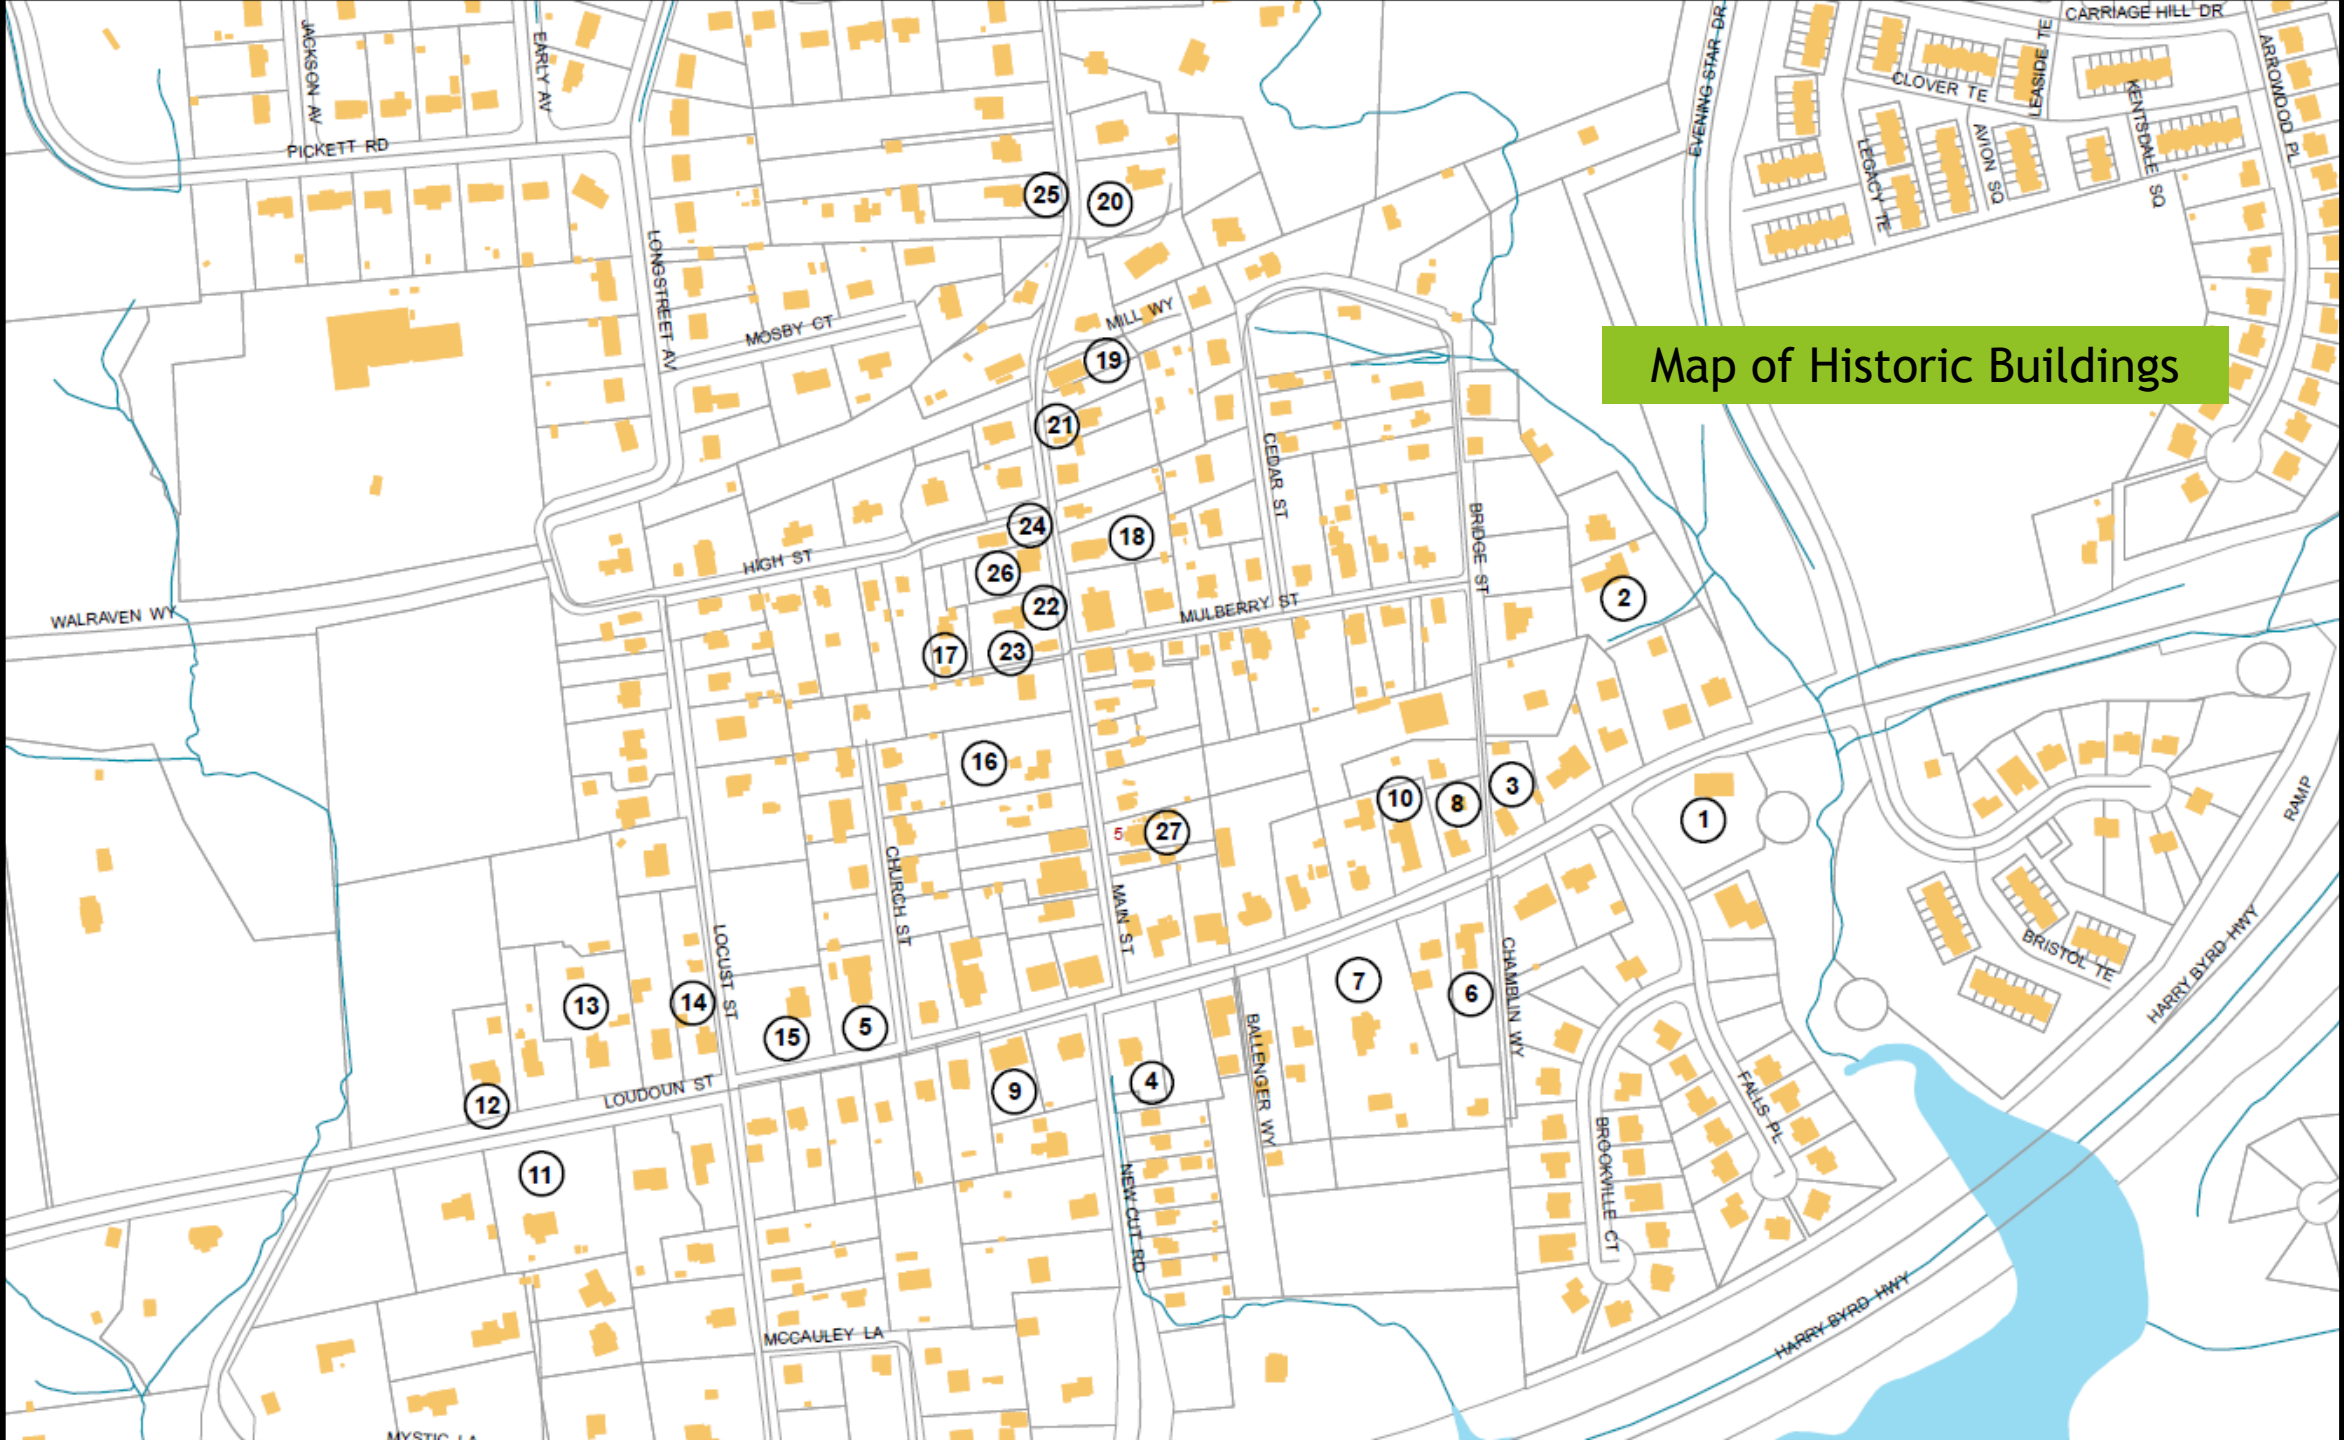 CARRIAGE HILL DR
JACKSON AV
EARLY AV
EVENING STAR DR
LEASIDE TE
ARROWOOD PL
CLOVER TE
KENTSDALE SQ
PICKETT RD
LEGACY TE
AVION SQ
25
20
LONGSTREET AV
MOSBY CT
MILL WY
19
Map of Historic Buildings
21
CEDAR ST
24
18
BRIDGE ST
HIGH ST
26
22
2
WALRAVEN WY
MULBERRY ST
17
23
16
10
8
3
1
RAMP
5
27
CHURCH ST
MAIN ST
LOCUST ST
CHAMBLIN WY
BRISTOL TE
HARRY BYRD HWY
13
14
15
5
7
6
BALLENGER WY
12
LOUDOUN ST
9
4
FALLS PL
11
BROOKVILLE CT
NEW CUT RD
HARRY BYRD HWY
MCCAULEY LA
MYSTIC LA